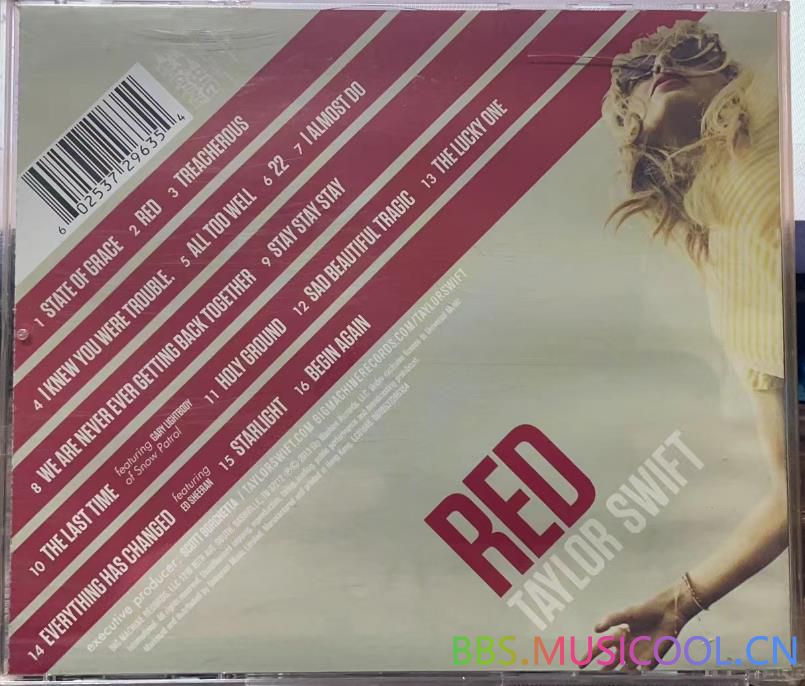 6 02537 29635 4
1 STATE OF GRACE 2 RED 3 TREACHEROUS
4 I KNEW YOU WERE TROUBLE. 5 ALL TOO WELL 6 22 7 I ALMOST DO
8 WE ARE NEVER EVER GETTING BACK TOGETHER 9 STAY STAY STAY
10 THE LAST TIME featuring GARY LIGHTBODY
of Snow Patrol
11 HOLY GROUND 12 SAD BEAUTIFUL TRAGIC 13 THE LUCKY ONE
14 EVERYTHING HAS CHANGED featuring
ED SHEERAN
15 STARLIGHT 16 BEGIN AGAIN
executive producer: SCOTT BORCHETTA / TAYLORSWIFT.COM BIGMACHINERECORDS.COM/TAYLORSWIFT
RED
TAYLOR SWIFT
BBS.MUSICOOL.CN